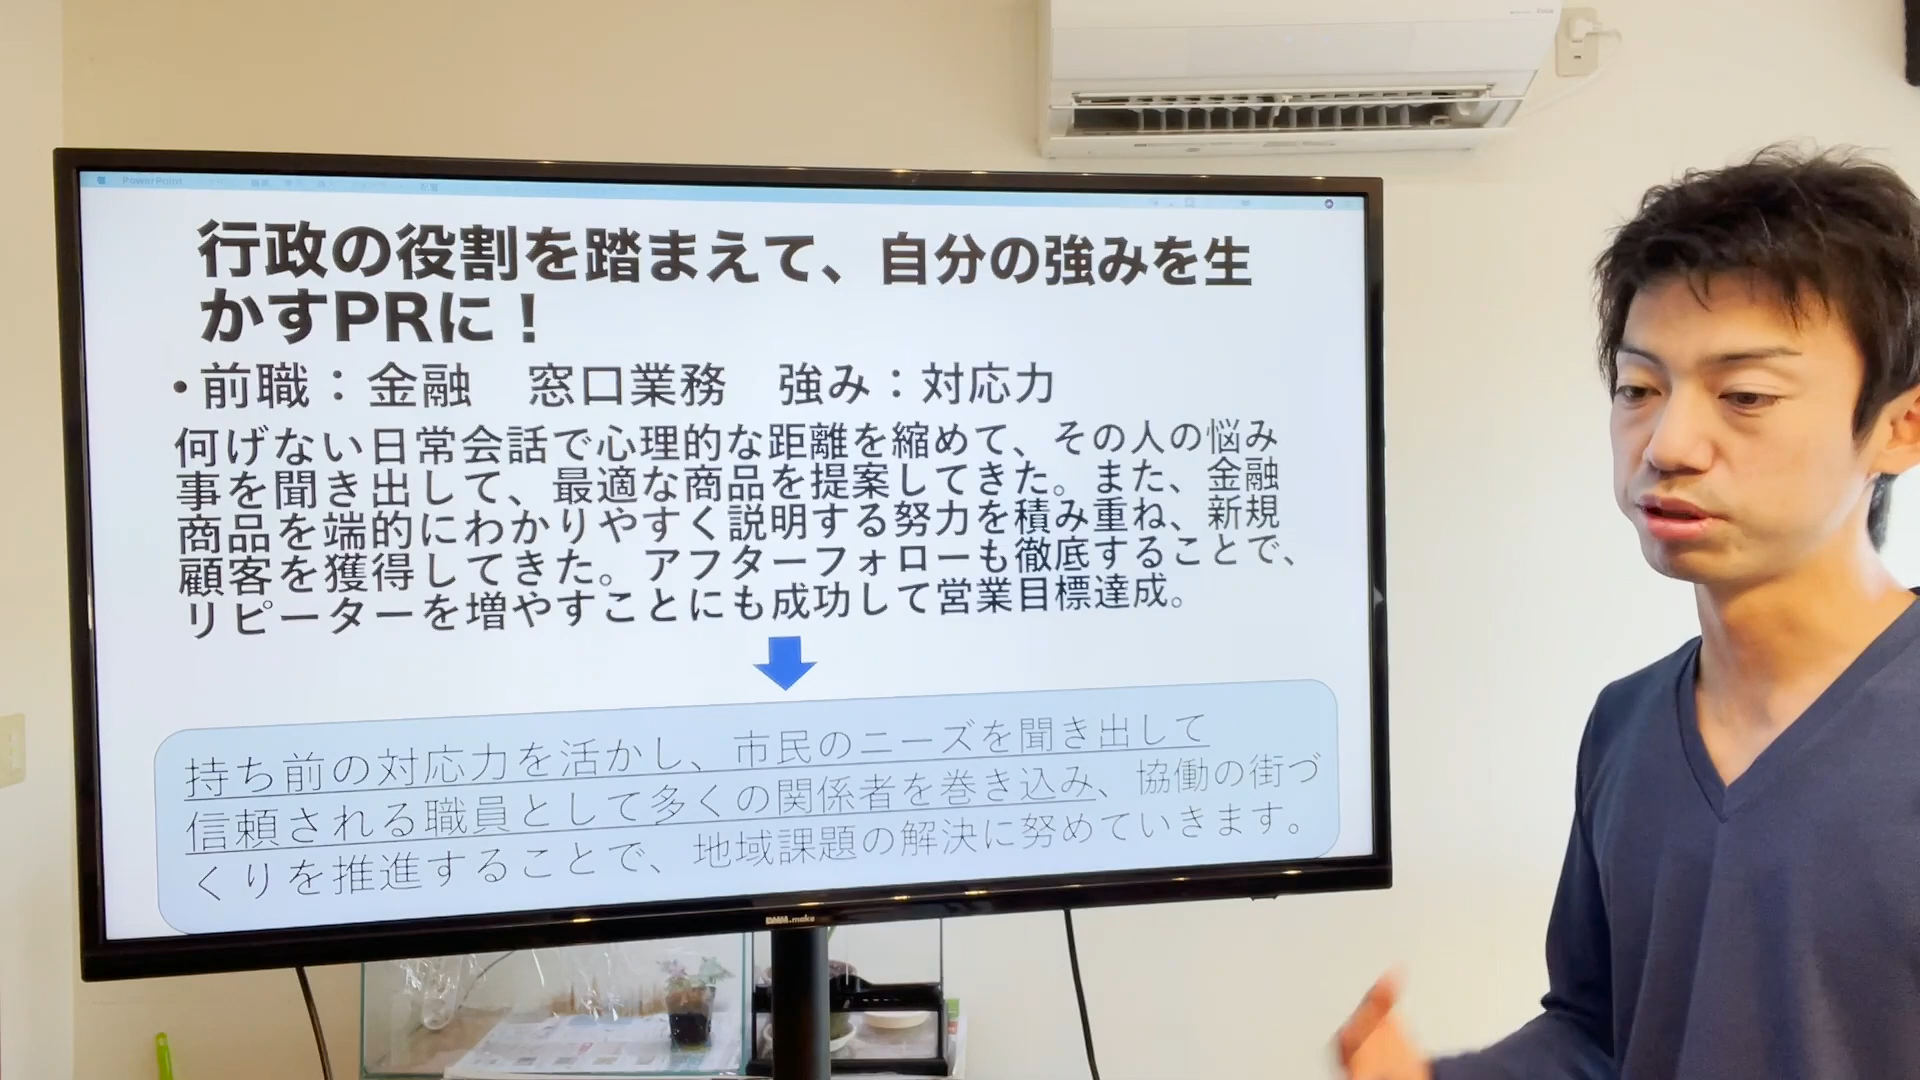 PowerPoint
行政の役割を踏まえて、自分の強みを生
かすPRに！
・前職：金融　窓口業務　強み：対応力
何げない日常会話で心理的な距離を縮めて、その人の悩み
事を聞き出して、最適な商品を提案してきた。また、金融
商品を端的にわかりやすく説明する努力を積み重ね、新規
顧客を獲得してきた。アフターフォローも徹底することで、
リピーターを増やすことにも成功して営業目標達成。
持ち前の対応力を活かし、市民のニーズを聞き出して
信頼される職員として多くの関係者を巻き込み、協働の街づ
くりを推進することで、地域課題の解決に努めていきます。
DMM.make